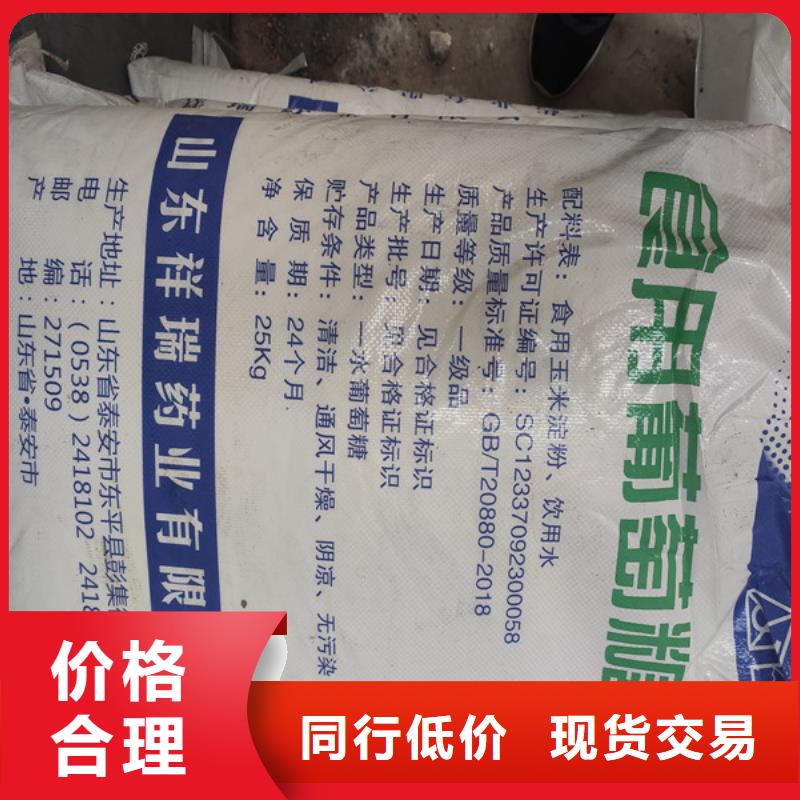 食用葡萄糖
配料表：食用玉米淀粉、饮用水
生产许可证编号：SC12337092300058
产品质量标准号：GB/T20880-2018
质量等级：一级品
生产日期：见合格证标识
生产批号：见合格证标识
产品类型：一水葡萄糖
贮存条件：清洁、通风干燥、阴凉、无污染
保质期：24个月.
净含量：25Kg
山东祥瑞药业有限
生产地址：山东省泰安市东平县彭集
电话：（0538）2418102 2418
邮编：271509
产地：山东省·泰安市
价格
合理
同行低价 现货交易